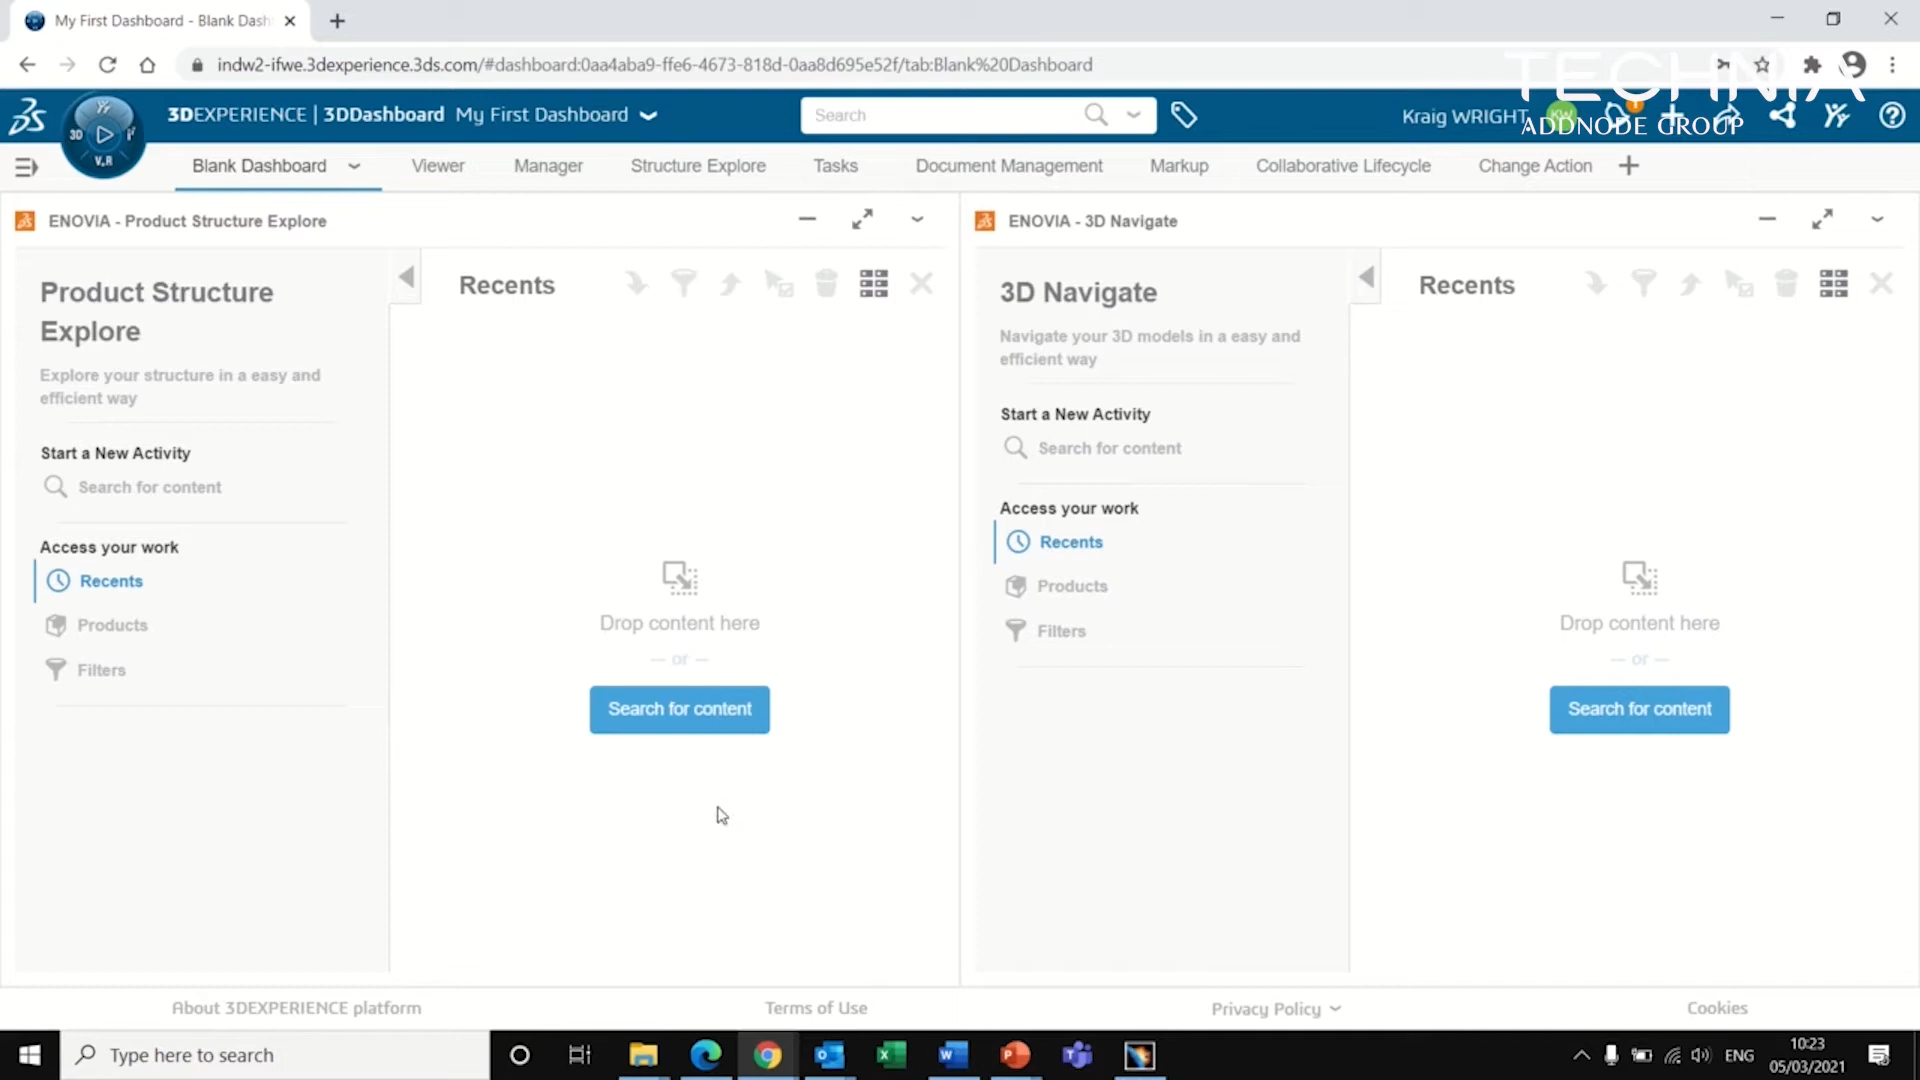 My First Dashboard - Blank Dash
indw2-ifwe.3dexperience.3ds.com/#dashboard:0aa4aba9-ffe6-4673-818d-0aa8d695e52f/tab:Blank%20Dashboard
TECHNIA
ADDNODE GROUP
3DEXPERIENCE | 3DDashboard My First Dashboard
Search
Kraig WRIGHT
KW
3D
V.R
Blank Dashboard
Viewer
Manager
Structure Explore
Tasks
Document Management
Markup
Collaborative Lifecycle
Change Action
ENOVIA - Product Structure Explore
Product Structure
Explore
Explore your structure in a easy and
efficient way
Start a New Activity
Search for content
Access your work
Recents
Products
Filters
Recents
Drop content here
— or —
Search for content
ENOVIA - 3D Navigate
3D Navigate
Navigate your 3D models in a easy and
efficient way
Start a New Activity
Search for content
Access your work
Recents
Products
Filters
Recents
Drop content here
— or —
Search for content
About 3DEXPERIENCE platform
Terms of Use
Privacy Policy
Cookies
Type here to search
ENG
10:23
05/03/2021